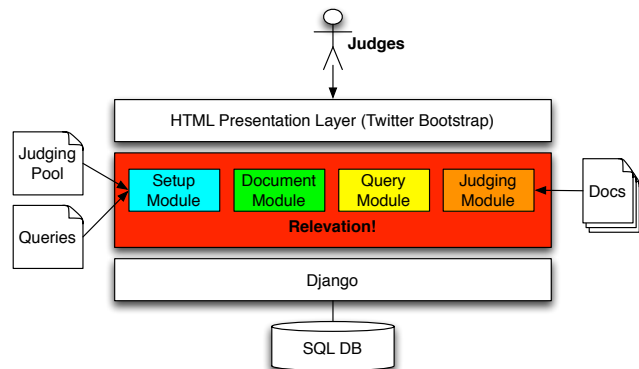 Judges
HTML Presentation Layer (Twitter Bootstrap)
Judging
Pool
Queries
Setup
Module
Document
Module
Query
Module
Judging
Module
Relevation!
Docs
Django
SQL DB